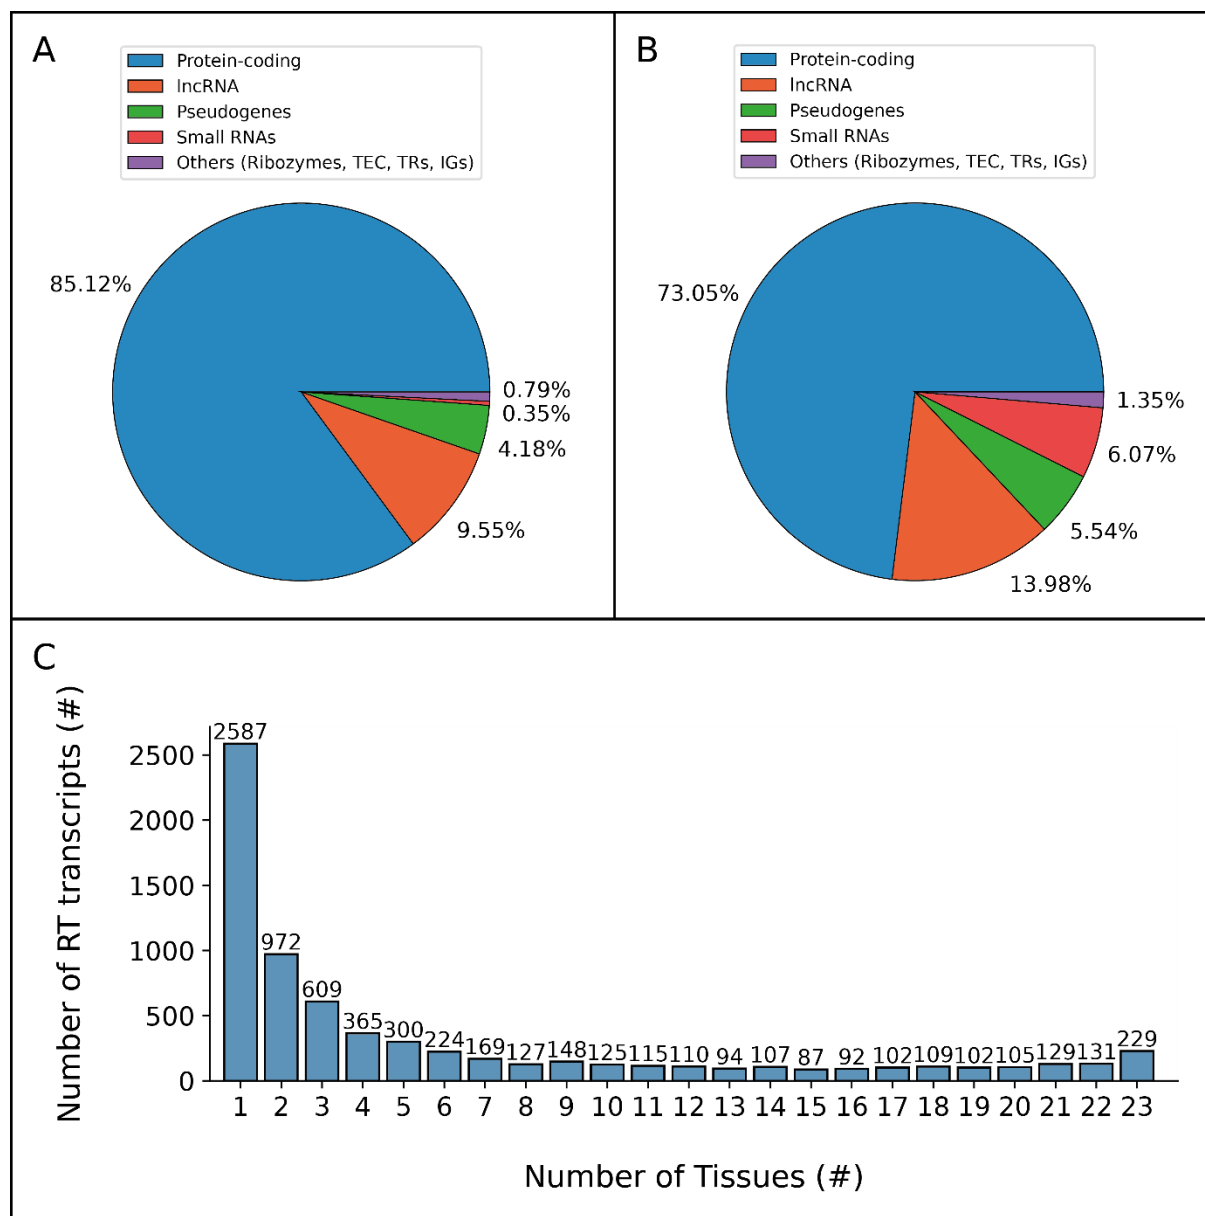 A
Protein-coding
lncRNA
Pseudogenes
Small RNAs
Others (Ribozymes, TEC, TRs, IGs)
85.12%
0.79%
0.35%
4.18%
9.55%
B
Protein-coding
lncRNA
Pseudogenes
Small RNAs
Others (Ribozymes, TEC, TRs, IGs)
73.05%
1.35%
6.07%
5.54%
13.98%
C
Number of RT transcripts (#)
2500
2000
1500
1000
500
0
2587 972 609 365 300 224 169 127 148 125 115 110 94 107 87 92 102 109 102 105 129 131 229
1 2 3 4 5 6 7 8 9 10 11 12 13 14 15 16 17 18 19 20 21 22 23
Number of Tissues (#)